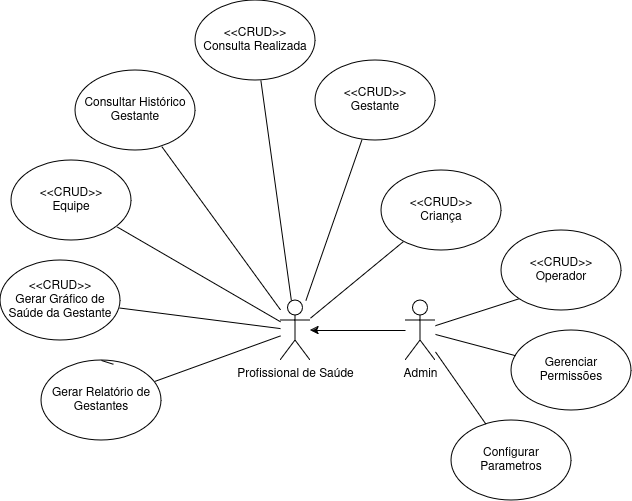 <<CRUD>>
Consulta Realizada
<<CRUD>>
Gestante
Consultar Histórico
Gestante
<<CRUD>>
Equipe
<<CRUD>>
Criança
<<CRUD>>
Operador
<<CRUD>>
Gerar Gráfico de
Saúde da Gestante
Gerenciar
Permissões
Profissional de Saúde
Admin
Gerar Relatório de
Gestantes
Configurar
Parametros